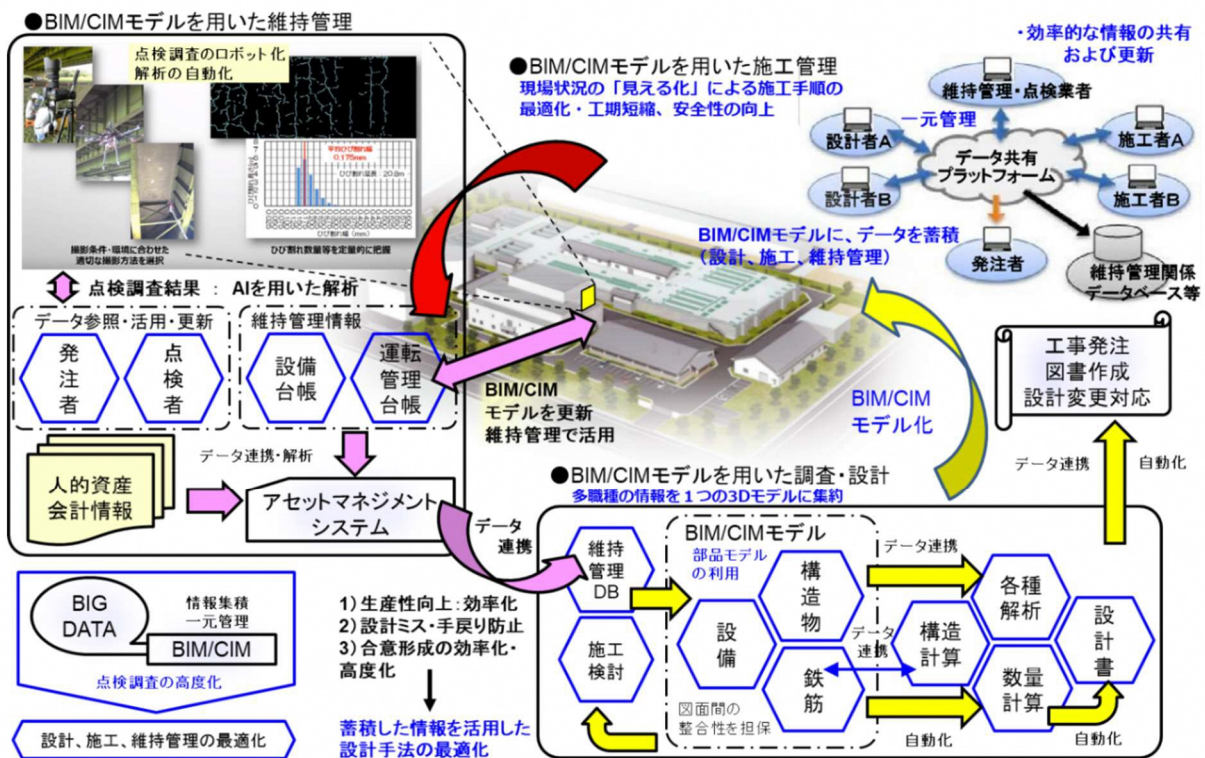 ●BIM/CIMモデルを用いた維持管理
点検調査のロボット化
解析の自動化
平均ひび割れ幅
0.175mm
ひび割れ延長：20.8m
ひび割れ幅（mm）
撮影条件・環境に合わせた
適切な撮影方法を選択
ひび割れ数量等を定量的に把握
点検調査結果 ： AIを用いた解析
データ参照・活用・更新
発注者
点検者
維持管理情報
設備台帳
運転管理台帳
人的資産
会計情報
データ連携・解析
アセットマネジメント
システム
BIG
DATA
情報集積
一元管理
BIM/CIM
点検調査の高度化
設計、施工、維持管理の最適化
●BIM/CIMモデルを用いた施工管理
現場状況の「見える化」による施工手順の
最適化・工期短縮、安全性の向上
・効率的な情報の共有
および更新
維持管理・点検業者
一元管理
設計者A
施工者A
データ共有
プラットフォーム
設計者B
施工者B
発注者
維持管理関係
データベース等
BIM/CIMモデルに、データを蓄積
（設計、施工、維持管理）
BIM/CIM
モデルを更新
維持管理で活用
BIM/CIM
モデル化
工事発注
図書作成
設計変更対応
データ連携
自動化
●BIM/CIMモデルを用いた調査・設計
多職種の情報を１つの3Dモデルに集約
データ
連携
維持
管理
DB
施工
検討
BIM/CIMモデル
部品モデル
の利用
構造物
設備
鉄筋
図面間の
整合性を担保
データ連携
データ
連携
自動化
各種
解析
構造
計算
数量
計算
設計書
自動化
1）生産性向上：効率化
2）設計ミス・手戻り防止
3）合意形成の効率化・
高度化
蓄積した情報を活用した
設計手法の最適化